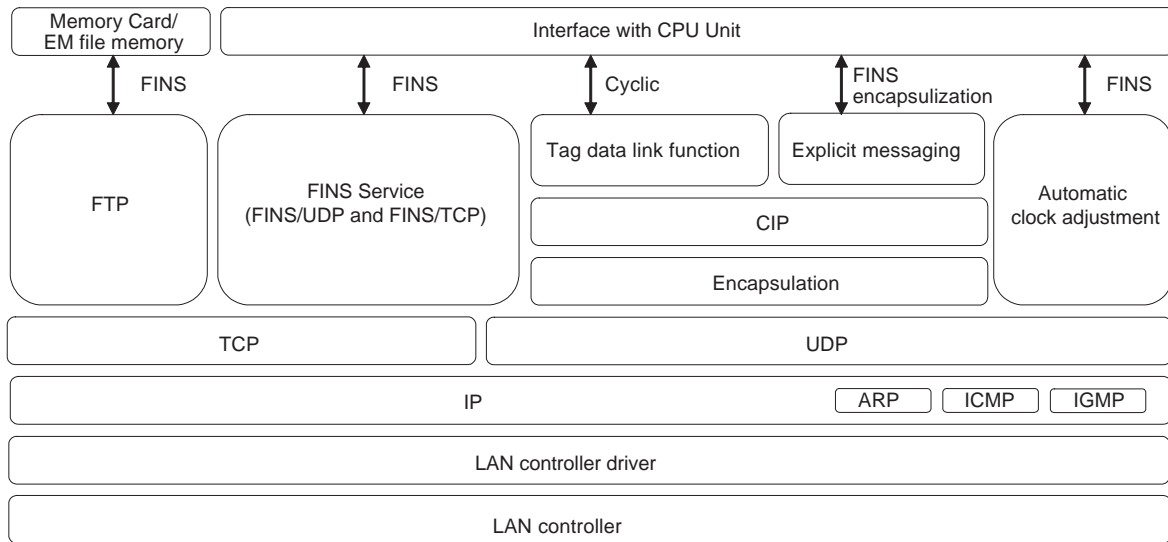 Memory Card/
EM file memory
Interface with CPU Unit
FINS
FINS
Cyclic
FINS
encapsulization
FINS
FTP
FINS Service
(FINS/UDP and FINS/TCP)
Tag data link function
Explicit messaging
CIP
Encapsulation
Automatic
clock adjustment
TCP
UDP
IP
ARP
ICMP
IGMP
LAN controller driver
LAN controller